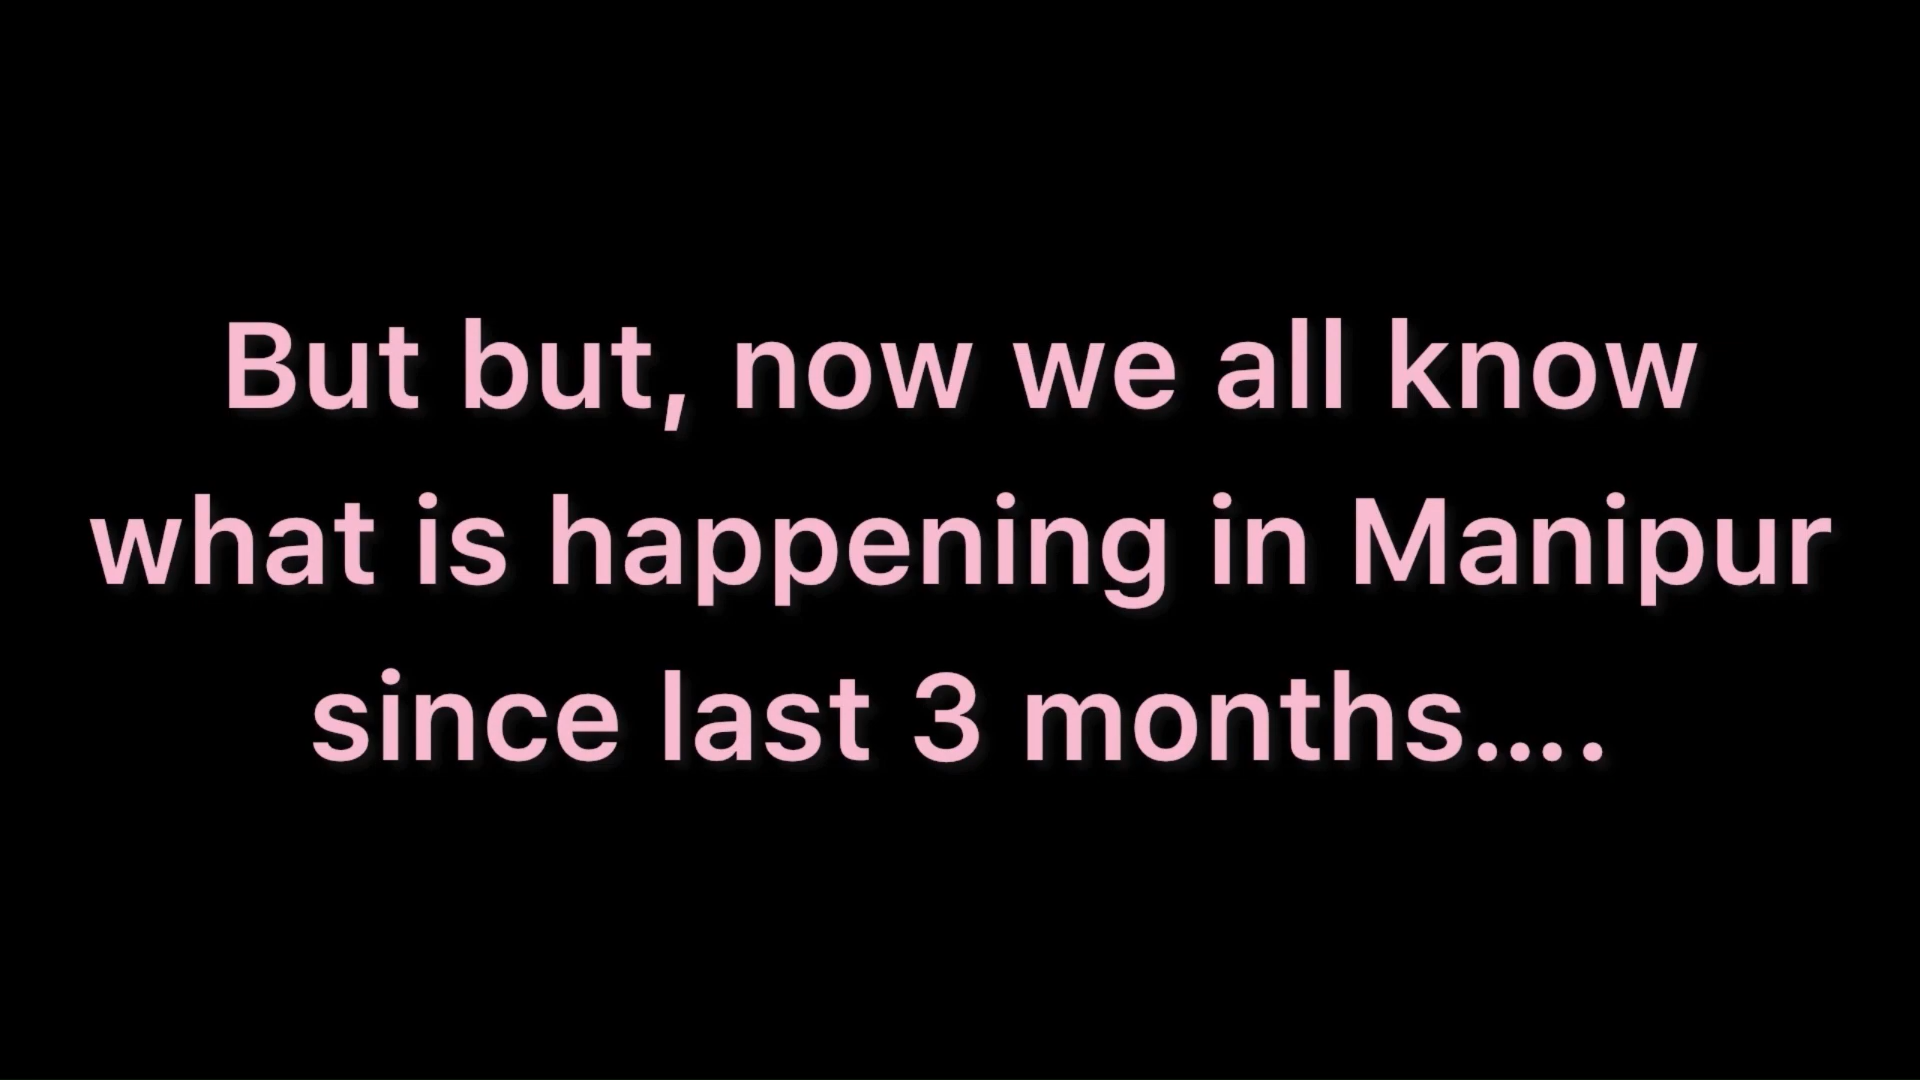 But but, now we all know
what is happening in Manipur
since last 3 months....